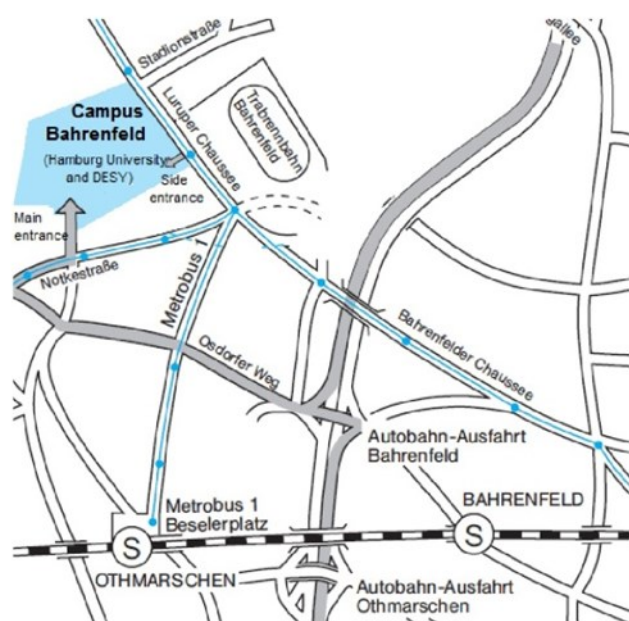 Stadionstraße
Campus
Bahrenfeld
(Hamburg University
and DESY)
Luruper Chaussee
Trabrennbahn
Bahrenfeld
Side
entrance
Main
entrance
Notkestraße
Metrobus 1
Osdorfer Weg
Bahrenfelder Chaussee
Autobahn-Ausfahrt
Bahrenfeld
Metrobus 1
Beselerplatz
BAHRENFELD
S
S
OTHMARSCHEN
Autobahn-Ausfahrt
Othmarschen